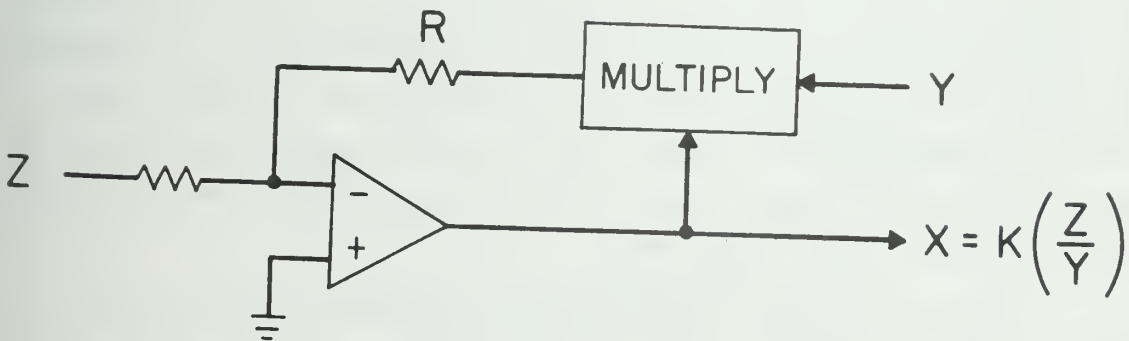 R
MULTIPLY
Y
Z
-
+
X = K(Z/Y)